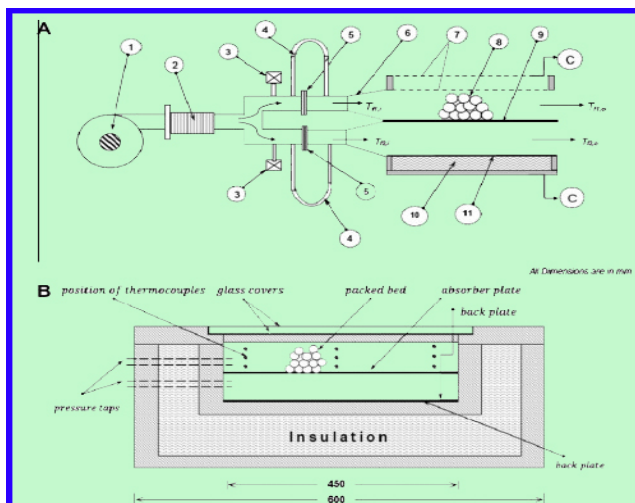 A
1
2
3
4
5
6
7
8
9
C
3
4
5
10
11
C
All Dimensions are in mm
B
position of thermocouples
glass covers
packed bed
absorber plate
back plate
pressure taps
Insulation
back plate
450
600